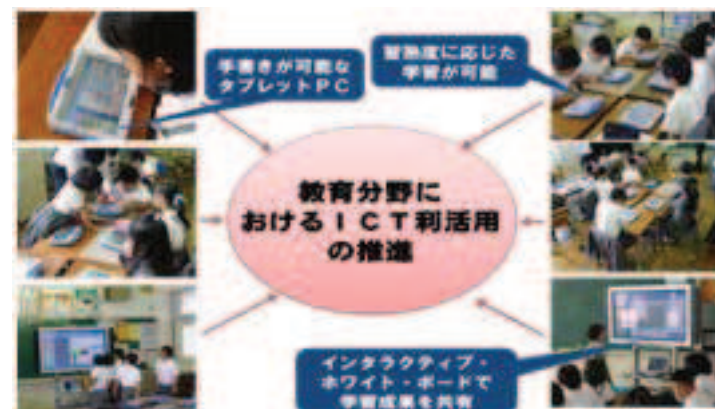 手書きが可能な
タブレットPC
習熟度に応じた
学習が可能
教育分野に
おけるICT利活用
の推進
インタラクティブ・
ホワイト・ボードで
学習成果を共有